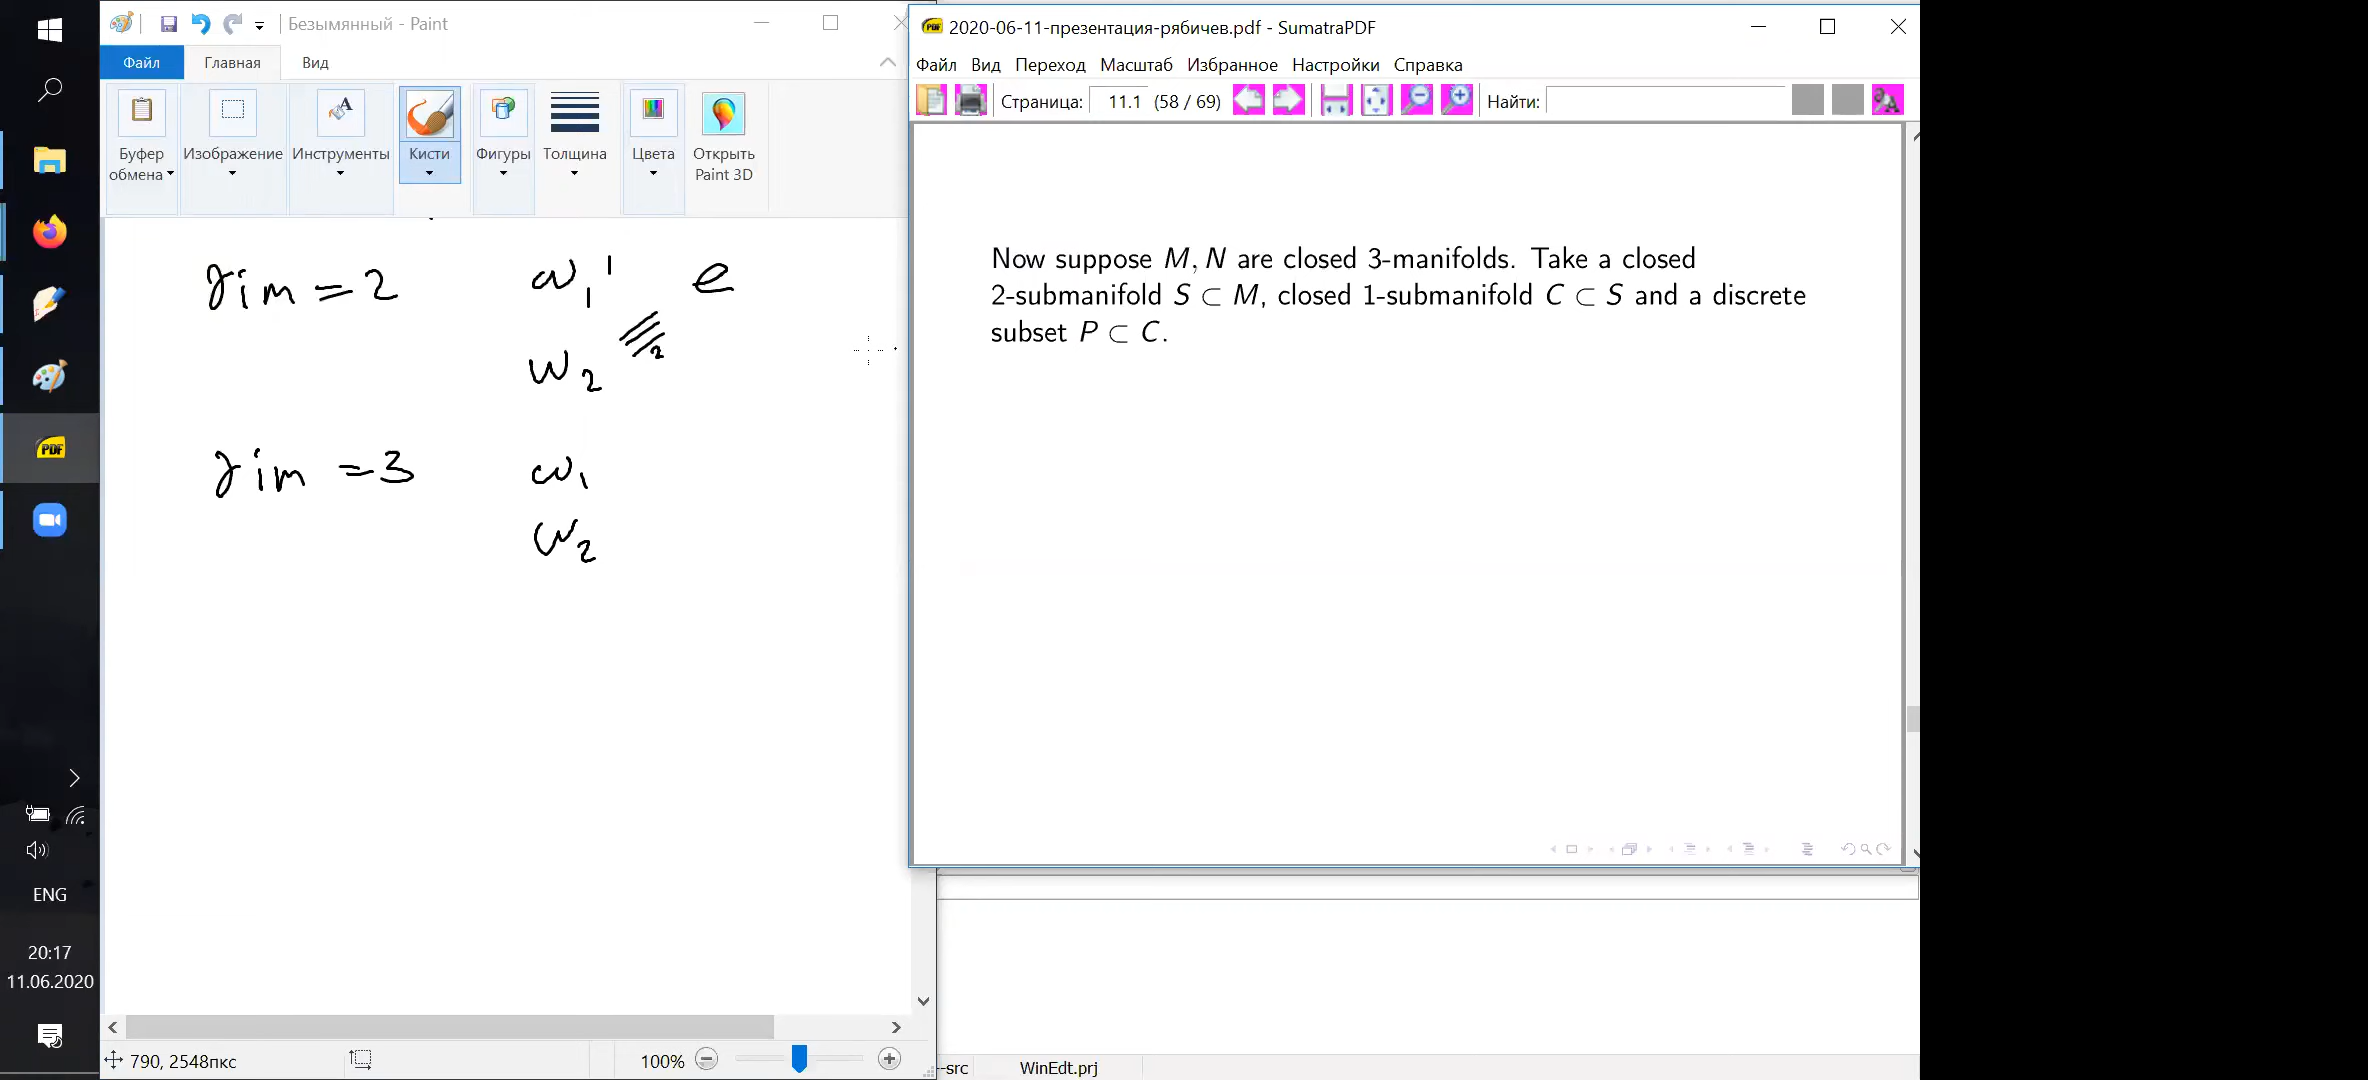 Безымянный - Paint
Файл Главная Вид
Буфер обмена
Изображение
Инструменты
Кисти
Фигуры
Толщина
Цвета
Открыть Paint 3D
dim = 2 w₁ e
w₂
dim = 3 w₁
w₂
790, 2548пкс
100%
2020-06-11-презентация-рябичев.pdf - SumatraPDF
Файл Вид Переход Масштаб Избранное Настройки Справка
Страница: 11.1 (58 / 69) Найти:
Now suppose M, N are closed 3-manifolds. Take a closed
2-submanifold S ⊂ M, closed 1-submanifold C ⊂ S and a discrete
subset P ⊂ C.
--src WinEdt.prj
PDF
ENG
20:17
11.06.2020